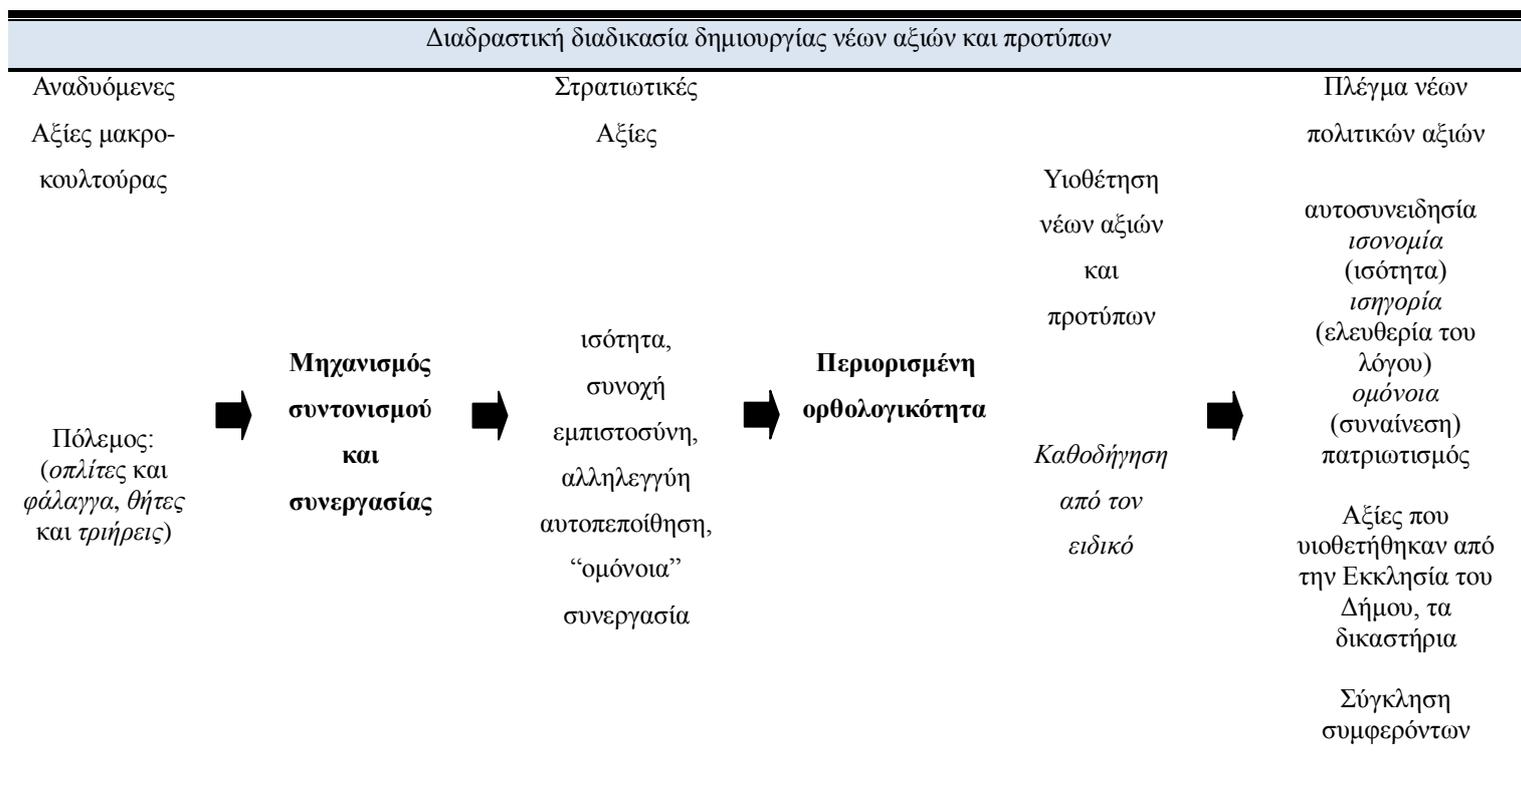 Διαδραστική διαδικασία δημιουργίας νέων αξιών και προτύπων
Αναδυόμενες
Αξίες μακρο-
κουλτούρας
Πόλεμος:
(οπλίτες και
φάλαγγα, θήτες
και τριήρεις)
Μηχανισμός
συντονισμού
και
συνεργασίας
Στρατιωτικές
Αξίες
ισότητα,
συνοχή
εμπιστοσύνη,
αλληλεγγύη
αυτοπεποίθηση,
“ομόνοια”
συνεργασία
Περιορισμένη
ορθολογικότητα
Υιοθέτηση
νέων αξιών
και
προτύπων
Καθοδήγηση
από τον
ειδικό
Πλέγμα νέων
πολιτικών αξιών
αυτοσυνειδησία
ισονομία
(ισότητα)
ισηγορία
(ελευθερία του
λόγου)
ομόνοια
(συναίνεση)
πατριωτισμός
Αξίες που
υιοθετήθηκαν από
την Εκκλησία του
Δήμου, τα
δικαστήρια
Σύγκληση
συμφερόντων